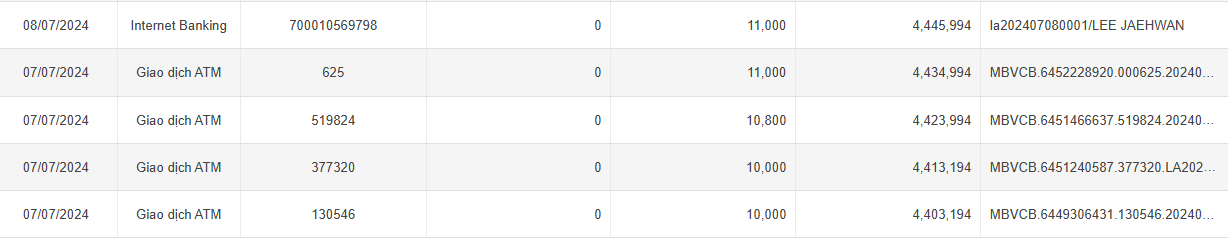 08/07/2024 Internet Banking 700010569798 0 11,000 4,445,994 la202407080001/LEE JAEHWAN
07/07/2024 Giao dịch ATM 625 0 11,000 4,434,994 MBVCB.6452228920.000625.20240...
07/07/2024 Giao dịch ATM 519824 0 10,800 4,423,994 MBVCB.6451466637.519824.20240...
07/07/2024 Giao dịch ATM 377320 0 10,000 4,413,194 MBVCB.6451240587.377320.LA202...
07/07/2024 Giao dịch ATM 130546 0 10,000 4,403,194 MBVCB.6449306431.130546.20240...